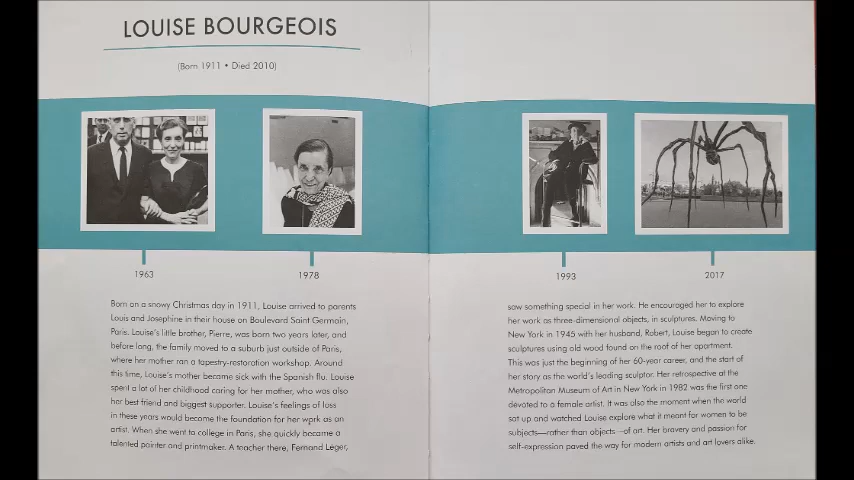 LOUISE BOURGEOIS
(Born 1911 • Died 2010)
1963
1978
1993
2017
Born on a snowy Christmas day in 1911, Louise arrived to parents
Louis and Josephine in their house on Boulevard Saint Germain,
Paris. Louise's little brother, Pierre, was born two years later, and
before long, the family moved to a suburb just outside of Paris,
where her mother ran a tapestry-restoration workshop. Around
this time, Louise's mother became sick with the Spanish flu. Louise
spent a lot of her childhood caring for her mother, who was also
her best friend and biggest supporter. Louise's feelings of loss
in these years would become the foundation for her work as an
artist. When she went to college in Paris, she quickly became a
talented painter and printmaker. A teacher there, Fernand Léger,
saw something special in her work. He encouraged her to explore
her work as three-dimensional objects, in sculptures. Moving to
New York in 1945 with her husband, Robert, Louise began to create
sculptures using old wood found on the roof of her apartment.
This was just the beginning of her 60-year career, and the start of
her story as the world's leading sculptor. Her retrospective at the
Metropolitan Museum of Art in New York in 1982 was the first one
devoted to a female artist. It was also the moment when the world
sat up and watched Louise explore what it meant for women to be
subjects—rather than objects—of art. Her bravery and passion for
self-expression paved the way for modern artists and art lovers alike.